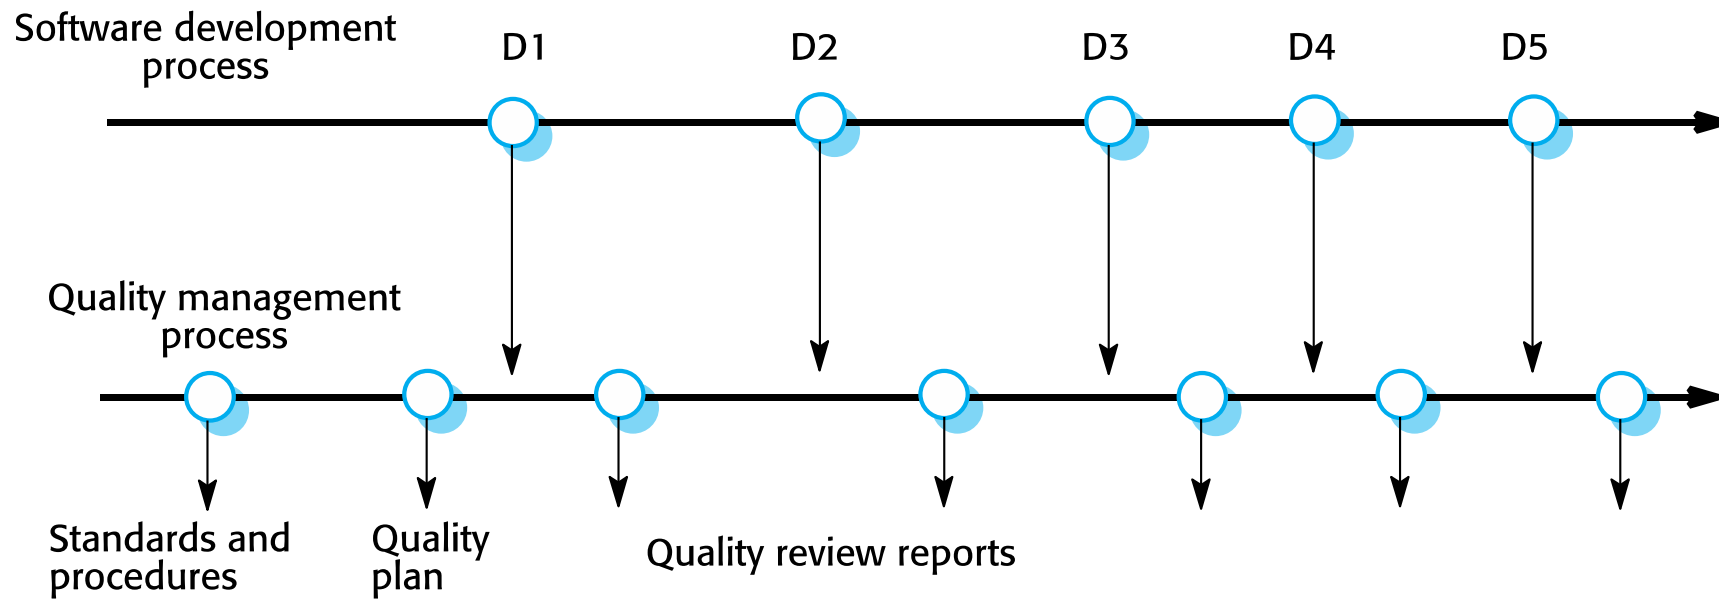 Software development
process
D1
D2
D3
D4
D5
Quality management
process
Standards and
procedures
Quality
plan
Quality review reports